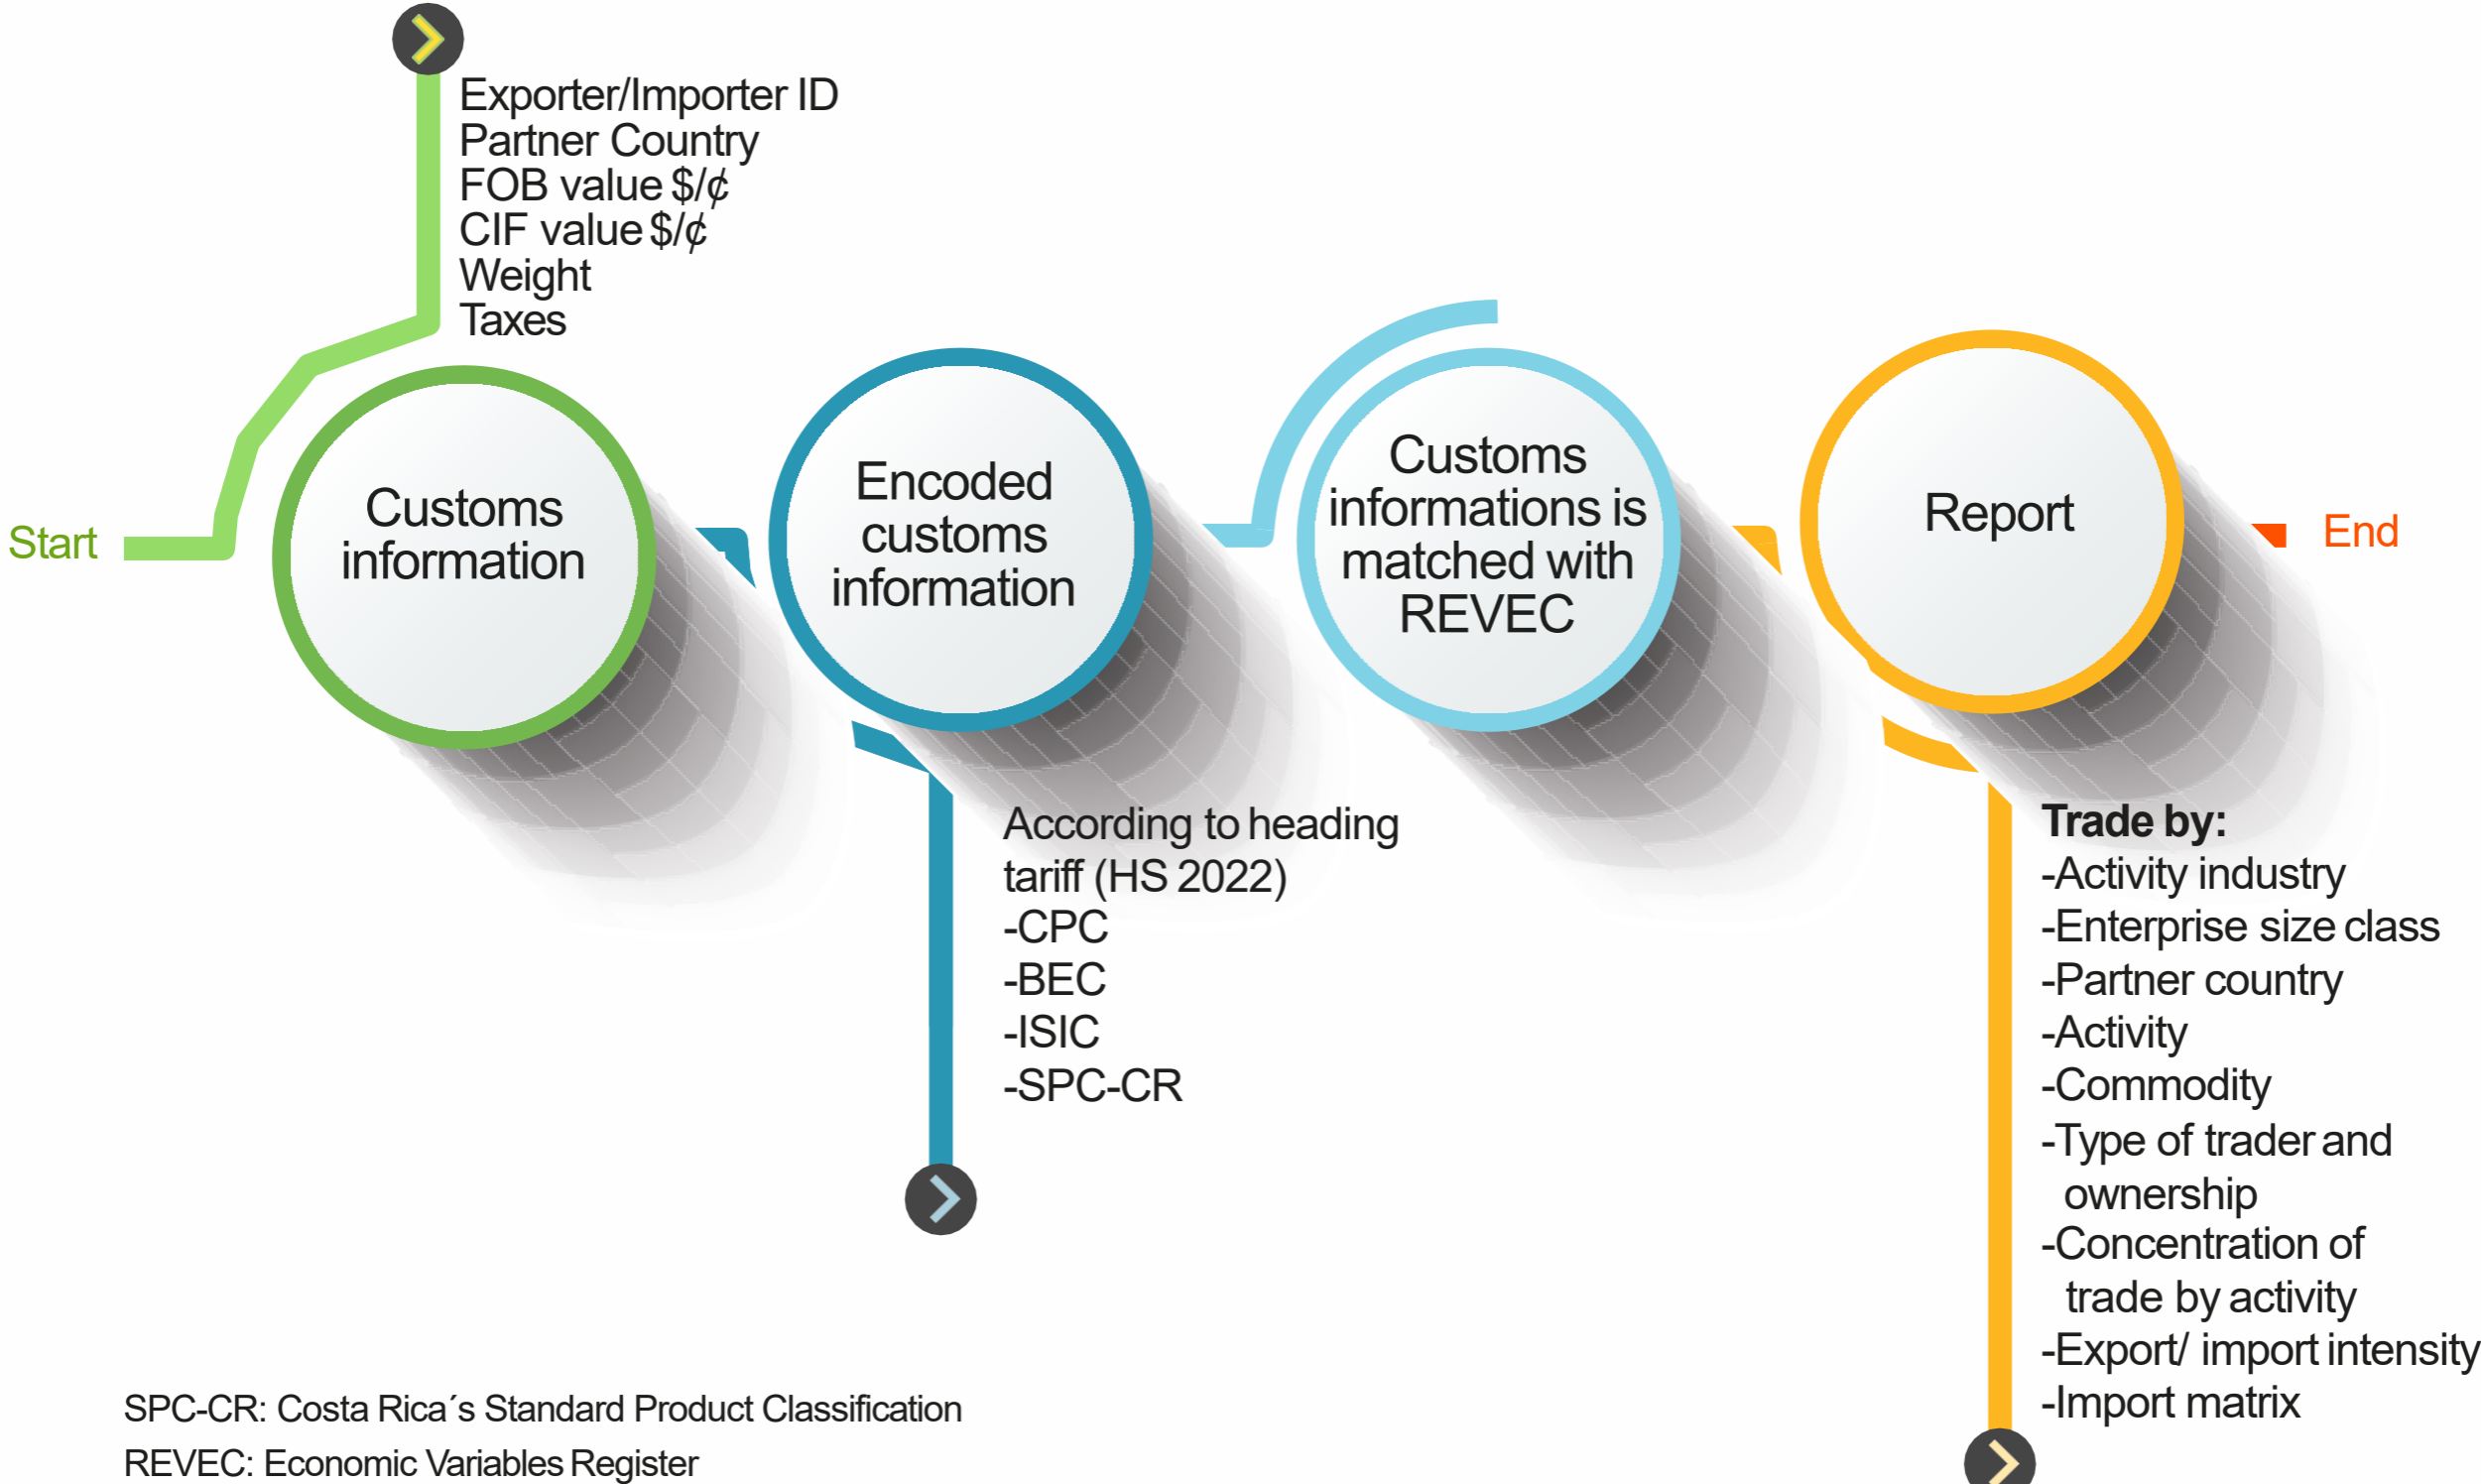 Exporter/Importer ID
Partner Country
FOB value $/¢
CIF value $/¢
Weight
Taxes
Start
Customs
information
Encoded
customs
information
Customs
informations is
matched with
REVEC
Report
End
According to heading
tariff (HS 2022)
-CPC
-BEC
-ISIC
-SPC-CR
Trade by:
-Activity industry
-Enterprise size class
-Partner country
-Activity
-Commodity
-Type of trader and
ownership
-Concentration of
trade by activity
-Export/ import intensity
-Import matrix
SPC-CR: Costa Rica´s Standard Product Classification
REVEC: Economic Variables Register